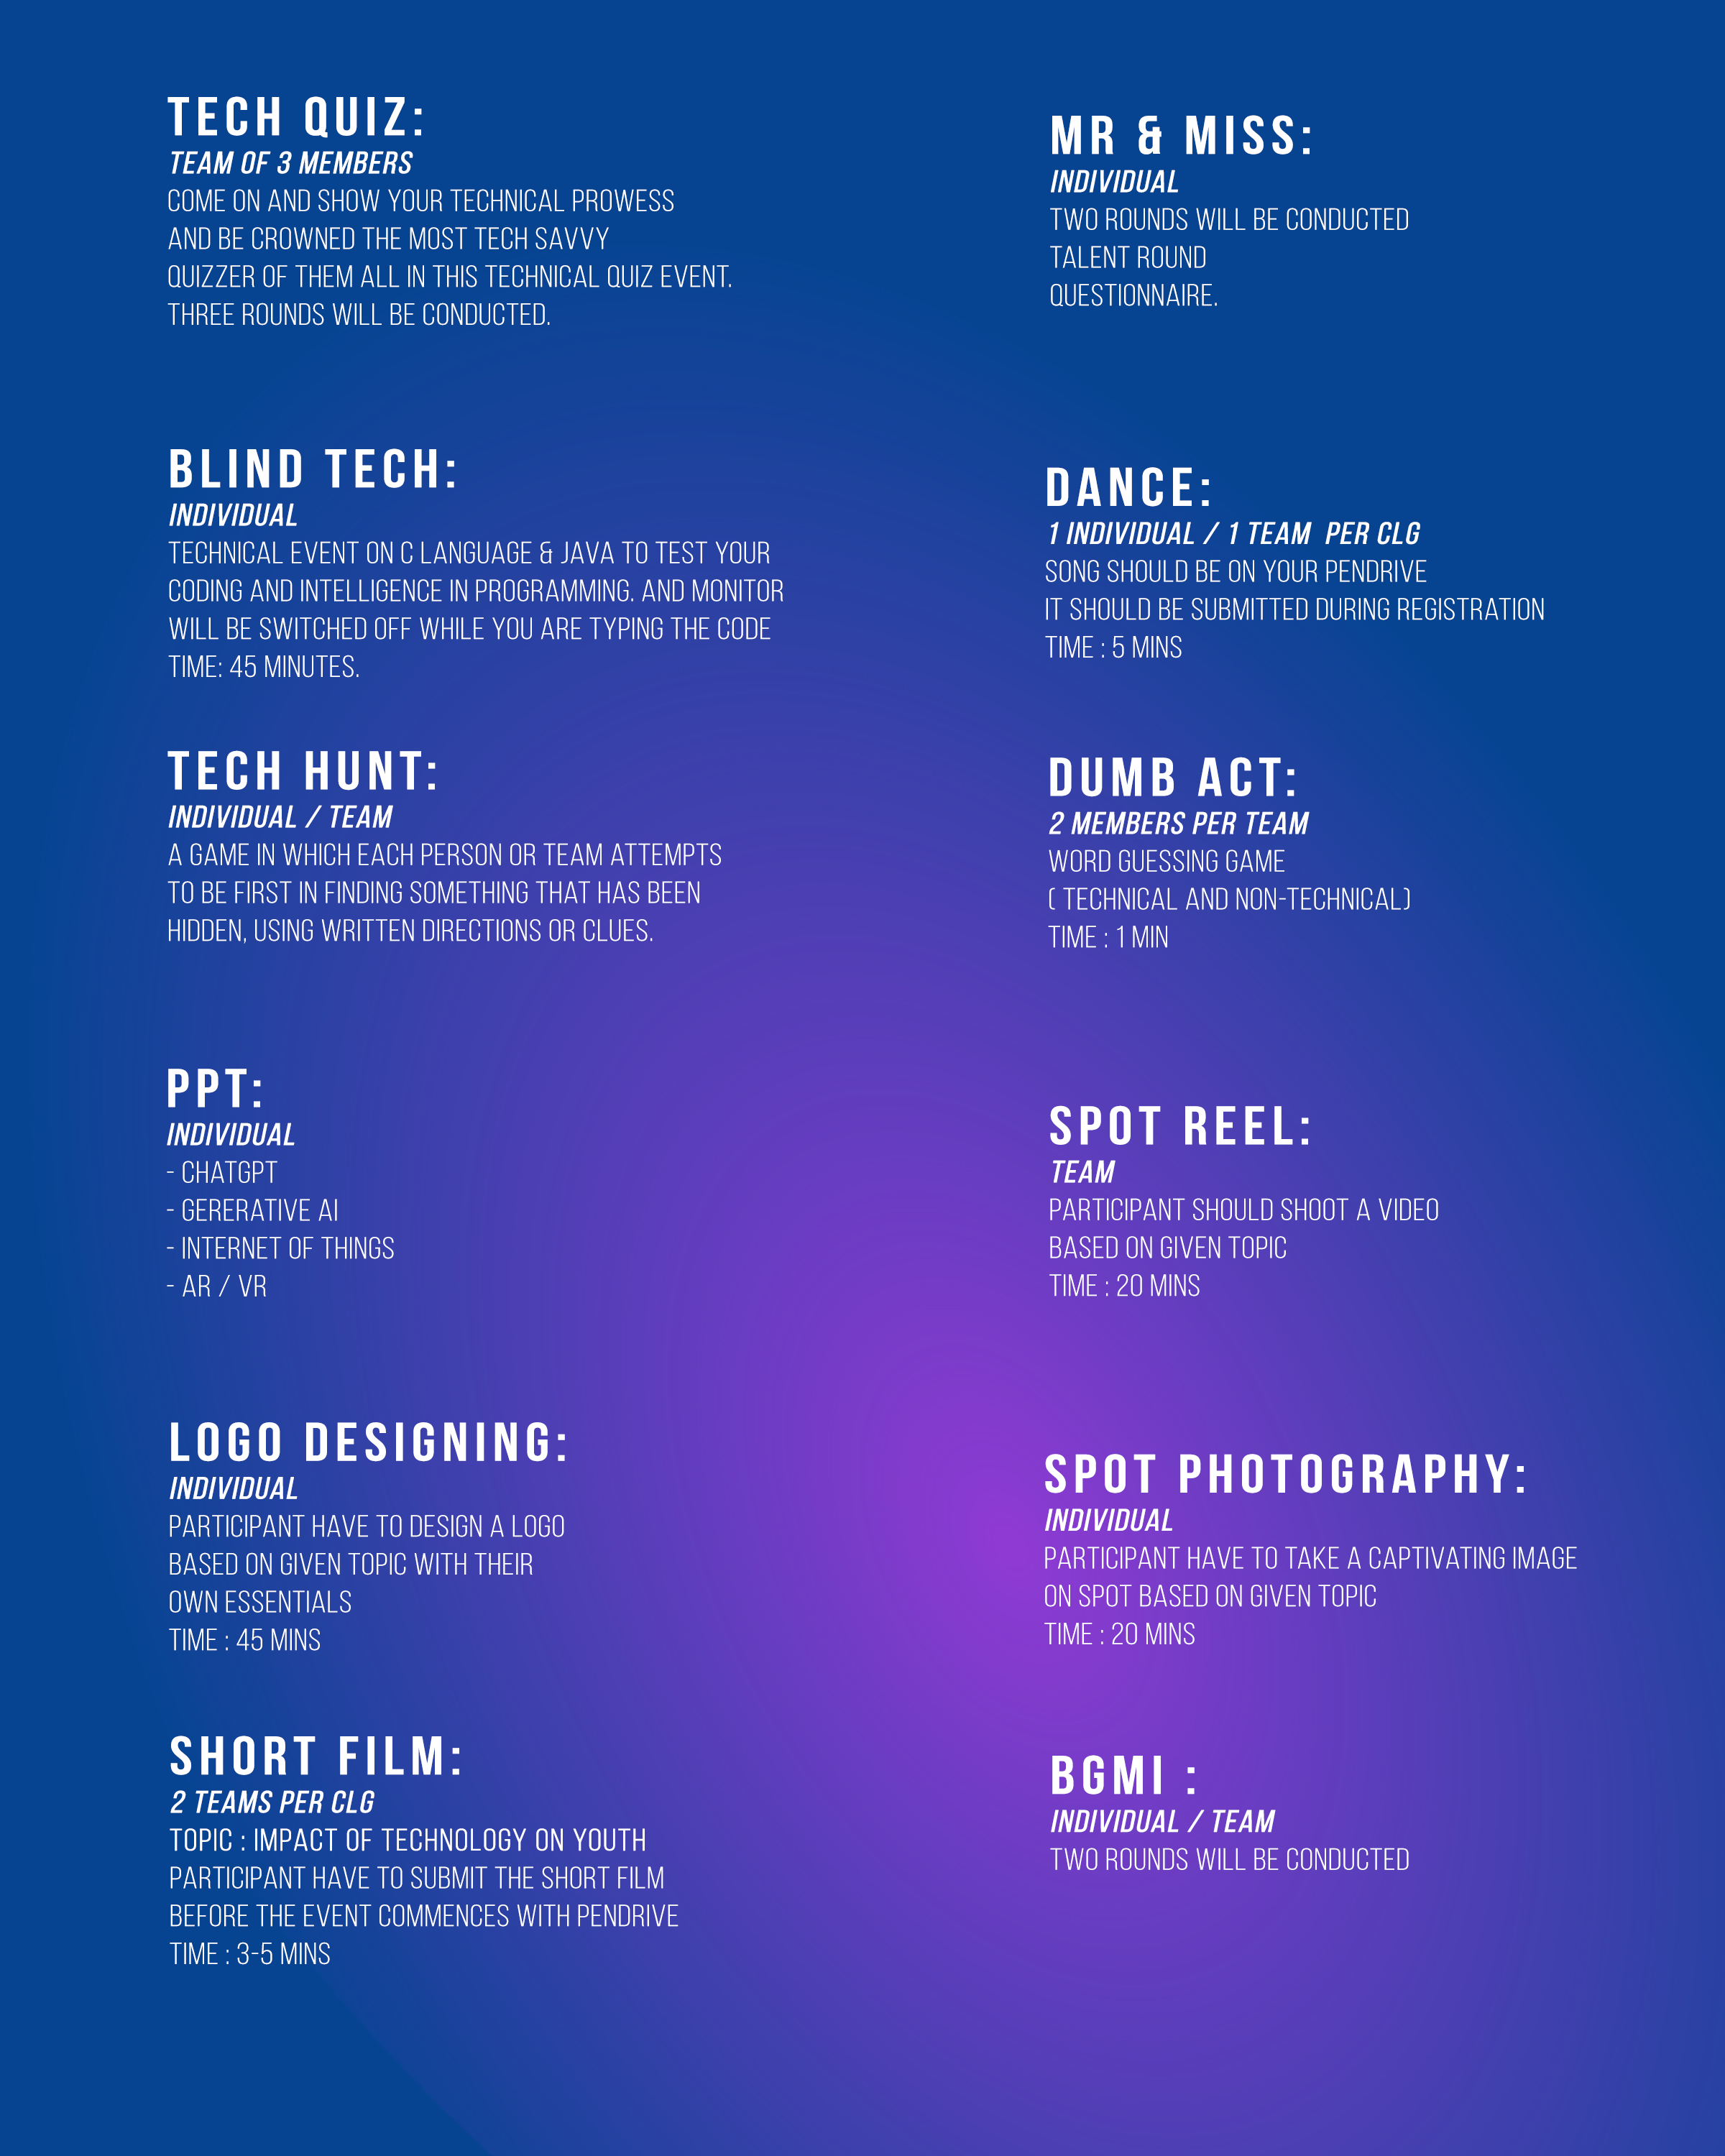 TECH QUIZ:
TEAM OF 3 MEMBERS
COME ON AND SHOW YOUR TECHNICAL PROWESS
AND BE CROWNED THE MOST TECH SAVVY
QUIZZER OF THEM ALL IN THIS TECHNICAL QUIZ EVENT.
THREE ROUNDS WILL BE CONDUCTED.
BLIND TECH:
INDIVIDUAL
TECHNICAL EVENT ON C LANGUAGE & JAVA TO TEST YOUR
CODING AND INTELLIGENCE IN PROGRAMMING. AND MONITOR
WILL BE SWITCHED OFF WHILE YOU ARE TYPING THE CODE
TIME: 45 MINUTES.
TECH HUNT:
INDIVIDUAL / TEAM
A GAME IN WHICH EACH PERSON OR TEAM ATTEMPTS
TO BE FIRST IN FINDING SOMETHING THAT HAS BEEN
HIDDEN, USING WRITTEN DIRECTIONS OR CLUES.
PPT:
INDIVIDUAL
- CHATGPT
- GERERATIVE AI
- INTERNET OF THINGS
- AR / VR
LOGO DESIGNING:
INDIVIDUAL
PARTICIPANT HAVE TO DESIGN A LOGO
BASED ON GIVEN TOPIC WITH THEIR
OWN ESSENTIALS
TIME : 45 MINS
SHORT FILM:
2 TEAMS PER CLG
TOPIC : IMPACT OF TECHNOLOGY ON YOUTH
PARTICIPANT HAVE TO SUBMIT THE SHORT FILM
BEFORE THE EVENT COMMENCES WITH PENDRIVE
TIME : 3-5 MINS
MR & MISS:
INDIVIDUAL
TWO ROUNDS WILL BE CONDUCTED
TALENT ROUND
QUESTIONNAIRE.
DANCE:
1 INDIVIDUAL / 1 TEAM PER CLG
SONG SHOULD BE ON YOUR PENDRIVE
IT SHOULD BE SUBMITTED DURING REGISTRATION
TIME : 5 MINS
DUMB ACT:
2 MEMBERS PER TEAM
WORD GUESSING GAME
( TECHNICAL AND NON-TECHNICAL)
TIME : 1 MIN
SPOT REEL:
TEAM
PARTICIPANT SHOULD SHOOT A VIDEO
BASED ON GIVEN TOPIC
TIME : 20 MINS
SPOT PHOTOGRAPHY:
INDIVIDUAL
PARTICIPANT HAVE TO TAKE A CAPTIVATING IMAGE
ON SPOT BASED ON GIVEN TOPIC
TIME : 20 MINS
BGMI :
INDIVIDUAL / TEAM
TWO ROUNDS WILL BE CONDUCTED